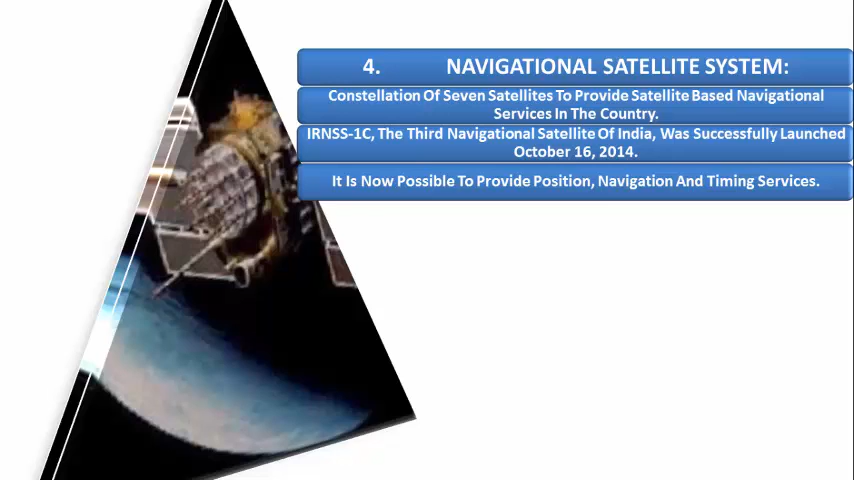 4. NAVIGATIONAL SATELLITE SYSTEM:
Constellation Of Seven Satellites To Provide Satellite Based Navigational
Services In The Country.
IRNSS-1C, The Third Navigational Satellite Of India, Was Successfully Launched
October 16, 2014.
It Is Now Possible To Provide Position, Navigation And Timing Services.